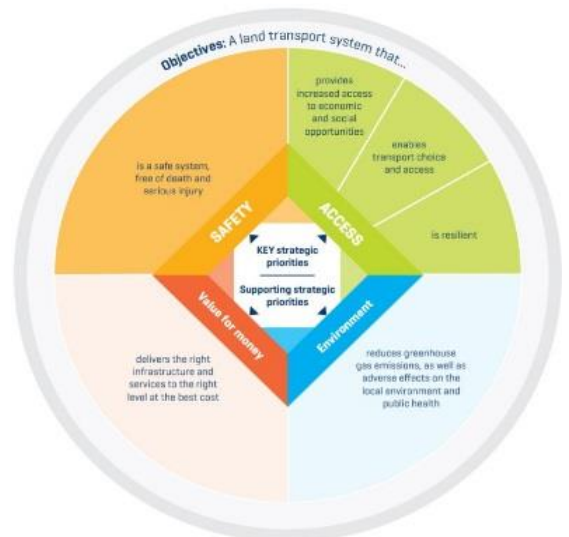 Objectives: A land transport system that...
provides
increased access
to economic
and social
opportunities
enables
transport choice
and access
is resilient
is a safe system,
free of death and
serious injury
SAFETY
ACCESS
KEY strategic
priorities
Supporting strategic
priorities
Value for money
Environment
delivers the right
infrastructure and
services to the right
level at the best cost
reduces greenhouse
gas emissions, as well as
adverse effects on the
local environment and
public health